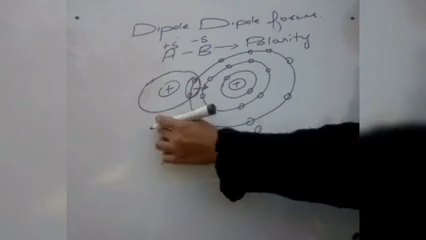 Dipole Dipole forces.
+δ -δ
A - B → Polarity
+ +